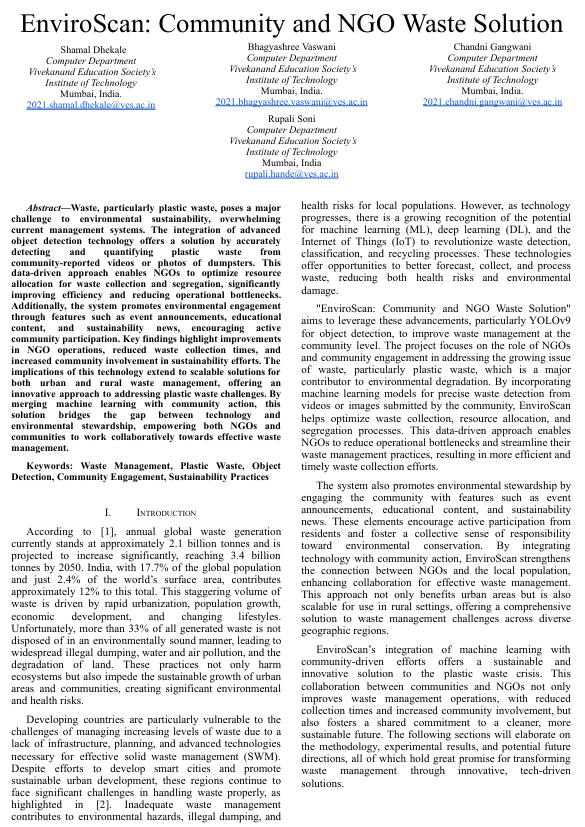 EnviroScan: Community and NGO Waste Solution
Shamal Dhekale
Computer Department
Vivekanand Education Society's
Institute of Technology
Mumbai, India.
2021.shamal.dhekale@ves.ac.in
Bhagyashree Vaswani
Computer Department
Vivekanand Education Society's
Institute of Technology
Mumbai, India.
2021.bhagyashree.vaswani@ves.ac.in
Chandni Gangwani
Computer Department
Vivekanand Education Society's
Institute of Technology
Mumbai, India.
2021.chandni.gangwani@ves.ac.in
Rupali Soni
Computer Department
Vivekanand Education Society's
Institute of Technology
Mumbai, India
rupali.hande@ves.ac.in
Abstract—Waste, particularly plastic waste, poses a major
challenge to environmental sustainability, overwhelming
current management systems. The integration of advanced
object detection technology offers a solution by accurately
detecting and quantifying plastic waste from
community-reported videos or photos of dumpsters. This
data-driven approach enables NGOs to optimize resource
allocation for waste collection and segregation, significantly
improving efficiency and reducing operational bottlenecks.
Additionally, the system promotes environmental engagement
through features such as event announcements, educational
content, and sustainability news, encouraging active
community participation. Key findings highlight improvements
in NGO operations, reduced waste collection times, and
increased community involvement in sustainability efforts. The
implications of this technology extend to scalable solutions for
both urban and rural waste management, offering an
innovative approach to addressing plastic waste challenges. By
merging machine learning with community action, this
solution bridges the gap between technology and
environmental stewardship, empowering both NGOs and
communities to work collaboratively towards effective waste
management.
Keywords: Waste Management, Plastic Waste, Object
Detection, Community Engagement, Sustainability Practices
I. INTRODUCTION
According to [1], annual global waste generation
currently stands at approximately 2.1 billion tonnes and is
projected to increase significantly, reaching 3.4 billion
tonnes by 2050. India, with 17.7% of the global population
and just 2.4% of the world's surface area, contributes
approximately 12% to this total. This staggering volume of
waste is driven by rapid urbanization, population growth,
economic development, and changing lifestyles.
Unfortunately, more than 33% of all generated waste is not
disposed of in an environmentally sound manner, leading to
widespread illegal dumping, water and air pollution, and the
degradation of land. These practices not only harm
ecosystems but also impede the sustainable growth of urban
areas and communities, creating significant environmental
and health risks.
Developing countries are particularly vulnerable to the
challenges of managing increasing levels of waste due to a
lack of infrastructure, planning, and advanced technologies
necessary for effective solid waste management (SWM).
Despite efforts to develop smart cities and promote
sustainable urban development, these regions continue to
face significant challenges in handling waste properly, as
highlighted in [2]. Inadequate waste management
contributes to environmental hazards, illegal dumping, and
health risks for local populations. However, as technology
progresses, there is a growing recognition of the potential
for machine learning (ML), deep learning (DL), and the
Internet of Things (IoT) to revolutionize waste detection,
classification, and recycling processes. These technologies
offer opportunities to better forecast, collect, and process
waste, reducing both health risks and environmental
damage.
"EnviroScan: Community and NGO Waste Solution"
aims to leverage these advancements, particularly YOLOv9
for object detection, to improve waste management at the
community level. The project focuses on the role of NGOs
and community engagement in addressing the growing issue
of waste, particularly plastic waste, which is a major
contributor to environmental degradation. By incorporating
machine learning models for precise waste detection from
videos or images submitted by the community, EnviroScan
helps optimize waste collection, resource allocation, and
segregation processes. This data-driven approach enables
NGOs to reduce operational bottlenecks and streamline their
waste management practices, resulting in more efficient and
timely waste collection efforts.
The system also promotes environmental stewardship by
engaging the community with features such as event
announcements, educational content, and sustainability
news. These elements encourage active participation from
residents and foster a collective sense of responsibility
toward environmental conservation. By integrating
technology with community action, EnviroScan strengthens
the connection between NGOs and the local population,
enhancing collaboration for effective waste management.
This approach not only benefits urban areas but is also
scalable for use in rural settings, offering a comprehensive
solution to waste management challenges across diverse
geographic regions.
EnviroScan's integration of machine learning with
community-driven efforts offers a sustainable and
innovative solution to the plastic waste crisis. This
collaboration between communities and NGOs not only
improves waste management operations, with reduced
collection times and increased community involvement, but
also fosters a shared commitment to a cleaner, more
sustainable future. The following sections will elaborate on
the methodology, experimental results, and potential future
directions, all of which hold great promise for transforming
waste management through innovative, tech-driven
solutions.